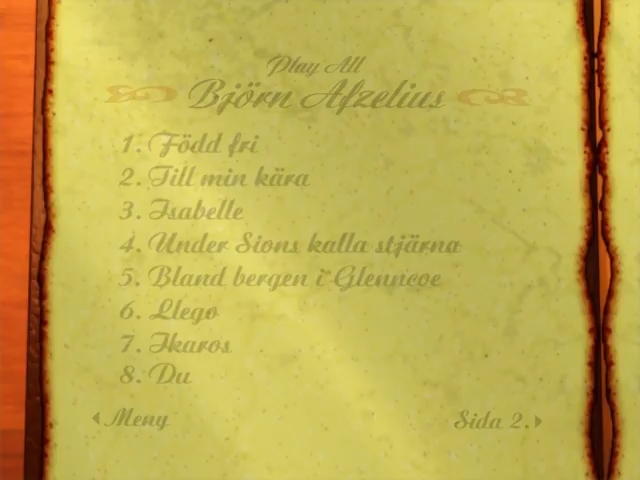 Play All
Björn Afzelius
1. Född fri
2. Till min kära
3. Isabelle
4. Under Sions kalla stjärna
5. Bland bergen i Glenncoe
6. Llego
7. Ikaros
8. Du
Meny
Sida 2.